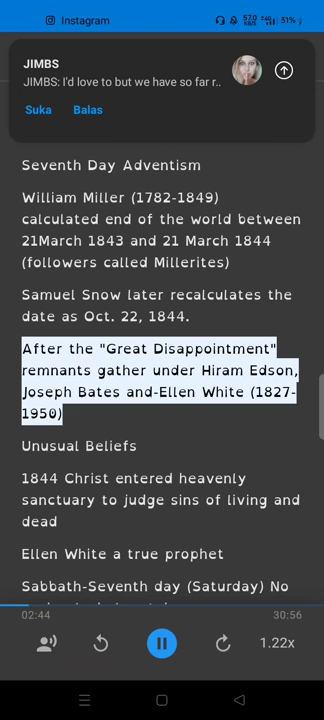 Instagram
520 KB/S
31%
JIMBS
JIMBS: I'd love to but we have so far r..
Suka Balas
Seventh Day Adventism
William Miller (1782-1849)
calculated end of the world between
21March 1843 and 21 March 1844
(followers called Millerites)
Samuel Snow later recalculates the
date as Oct. 22, 1844.
After the "Great Disappointment"
remnants gather under Hiram Edson,
Joseph Bates and-Ellen White (1827-
1950)
Unusual Beliefs
1844 Christ entered heavenly
sanctuary to judge sins of living and
dead
Ellen White a true prophet
Sabbath-Seventh day (Saturday) No
02:44 30:56
1.22x